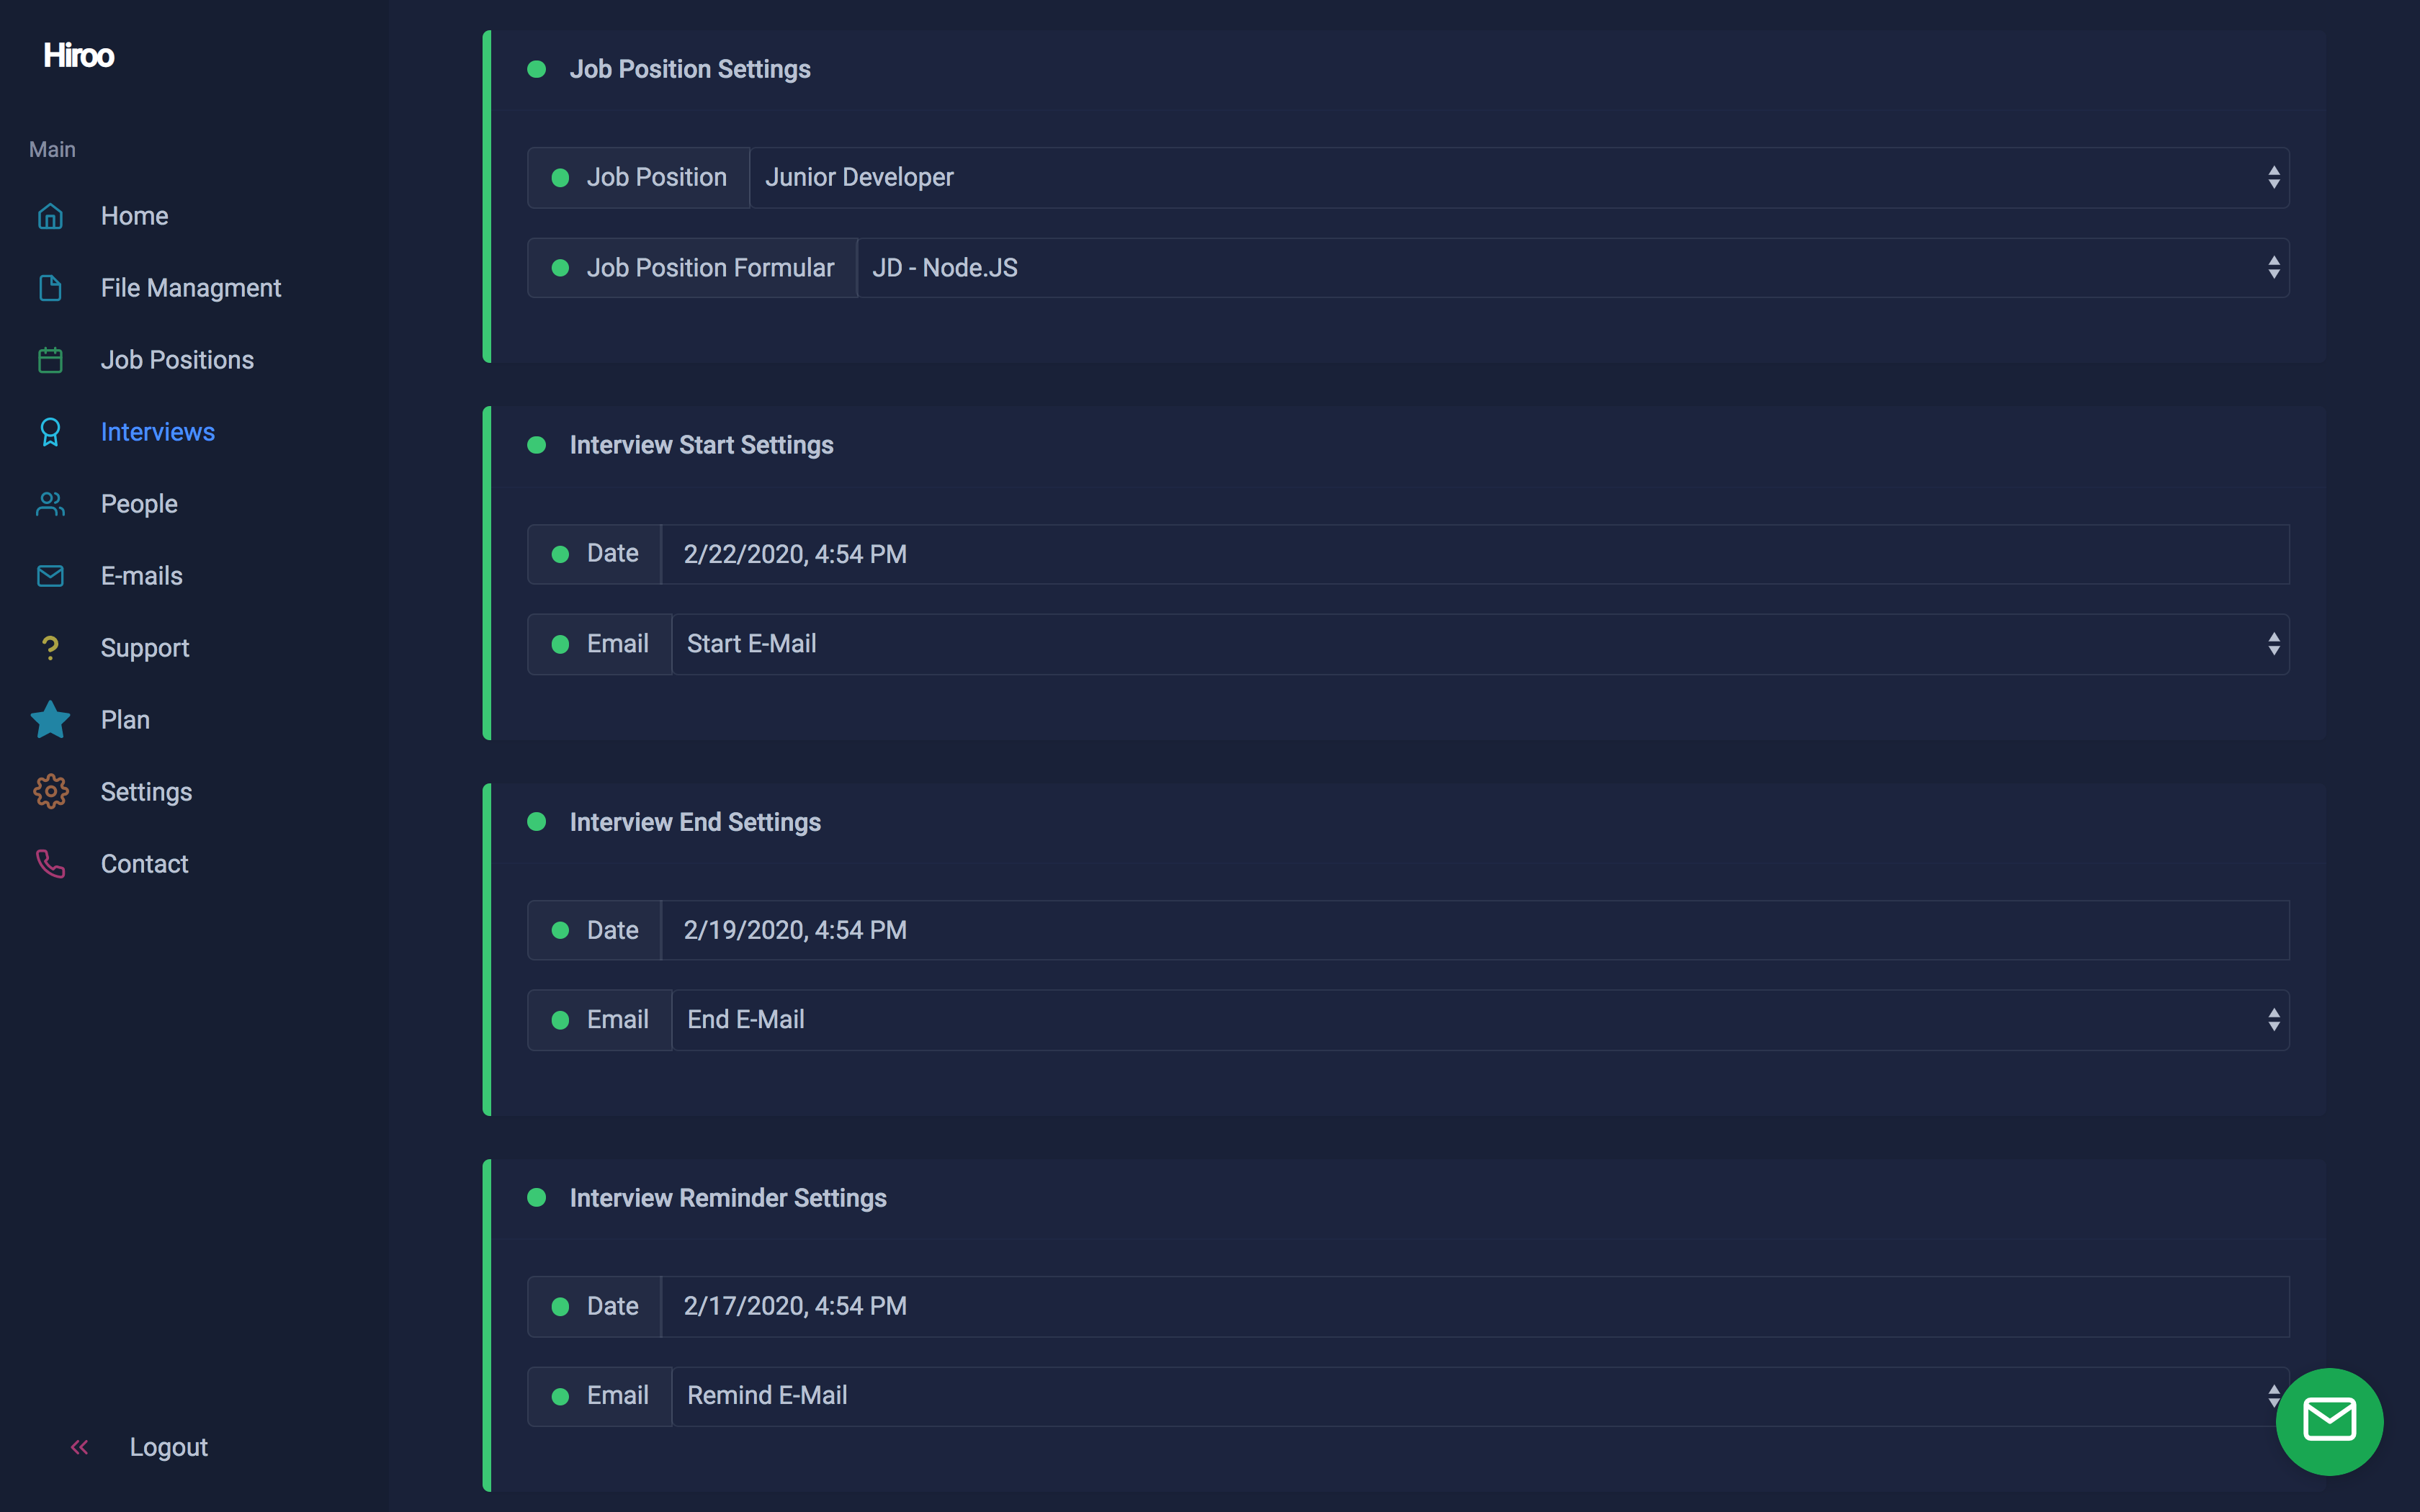 Hiroo
Main
Home
File Managment
Job Positions
Interviews
People
E-mails
Support
Plan
Settings
Contact
Logout
Job Position Settings
Job Position Junior Developer
Job Position Formular JD - Node.JS
Interview Start Settings
Date 2/22/2020, 4:54 PM
Email Start E-Mail
Interview End Settings
Date 2/19/2020, 4:54 PM
Email End E-Mail
Interview Reminder Settings
Date 2/17/2020, 4:54 PM
Email Remind E-Mail